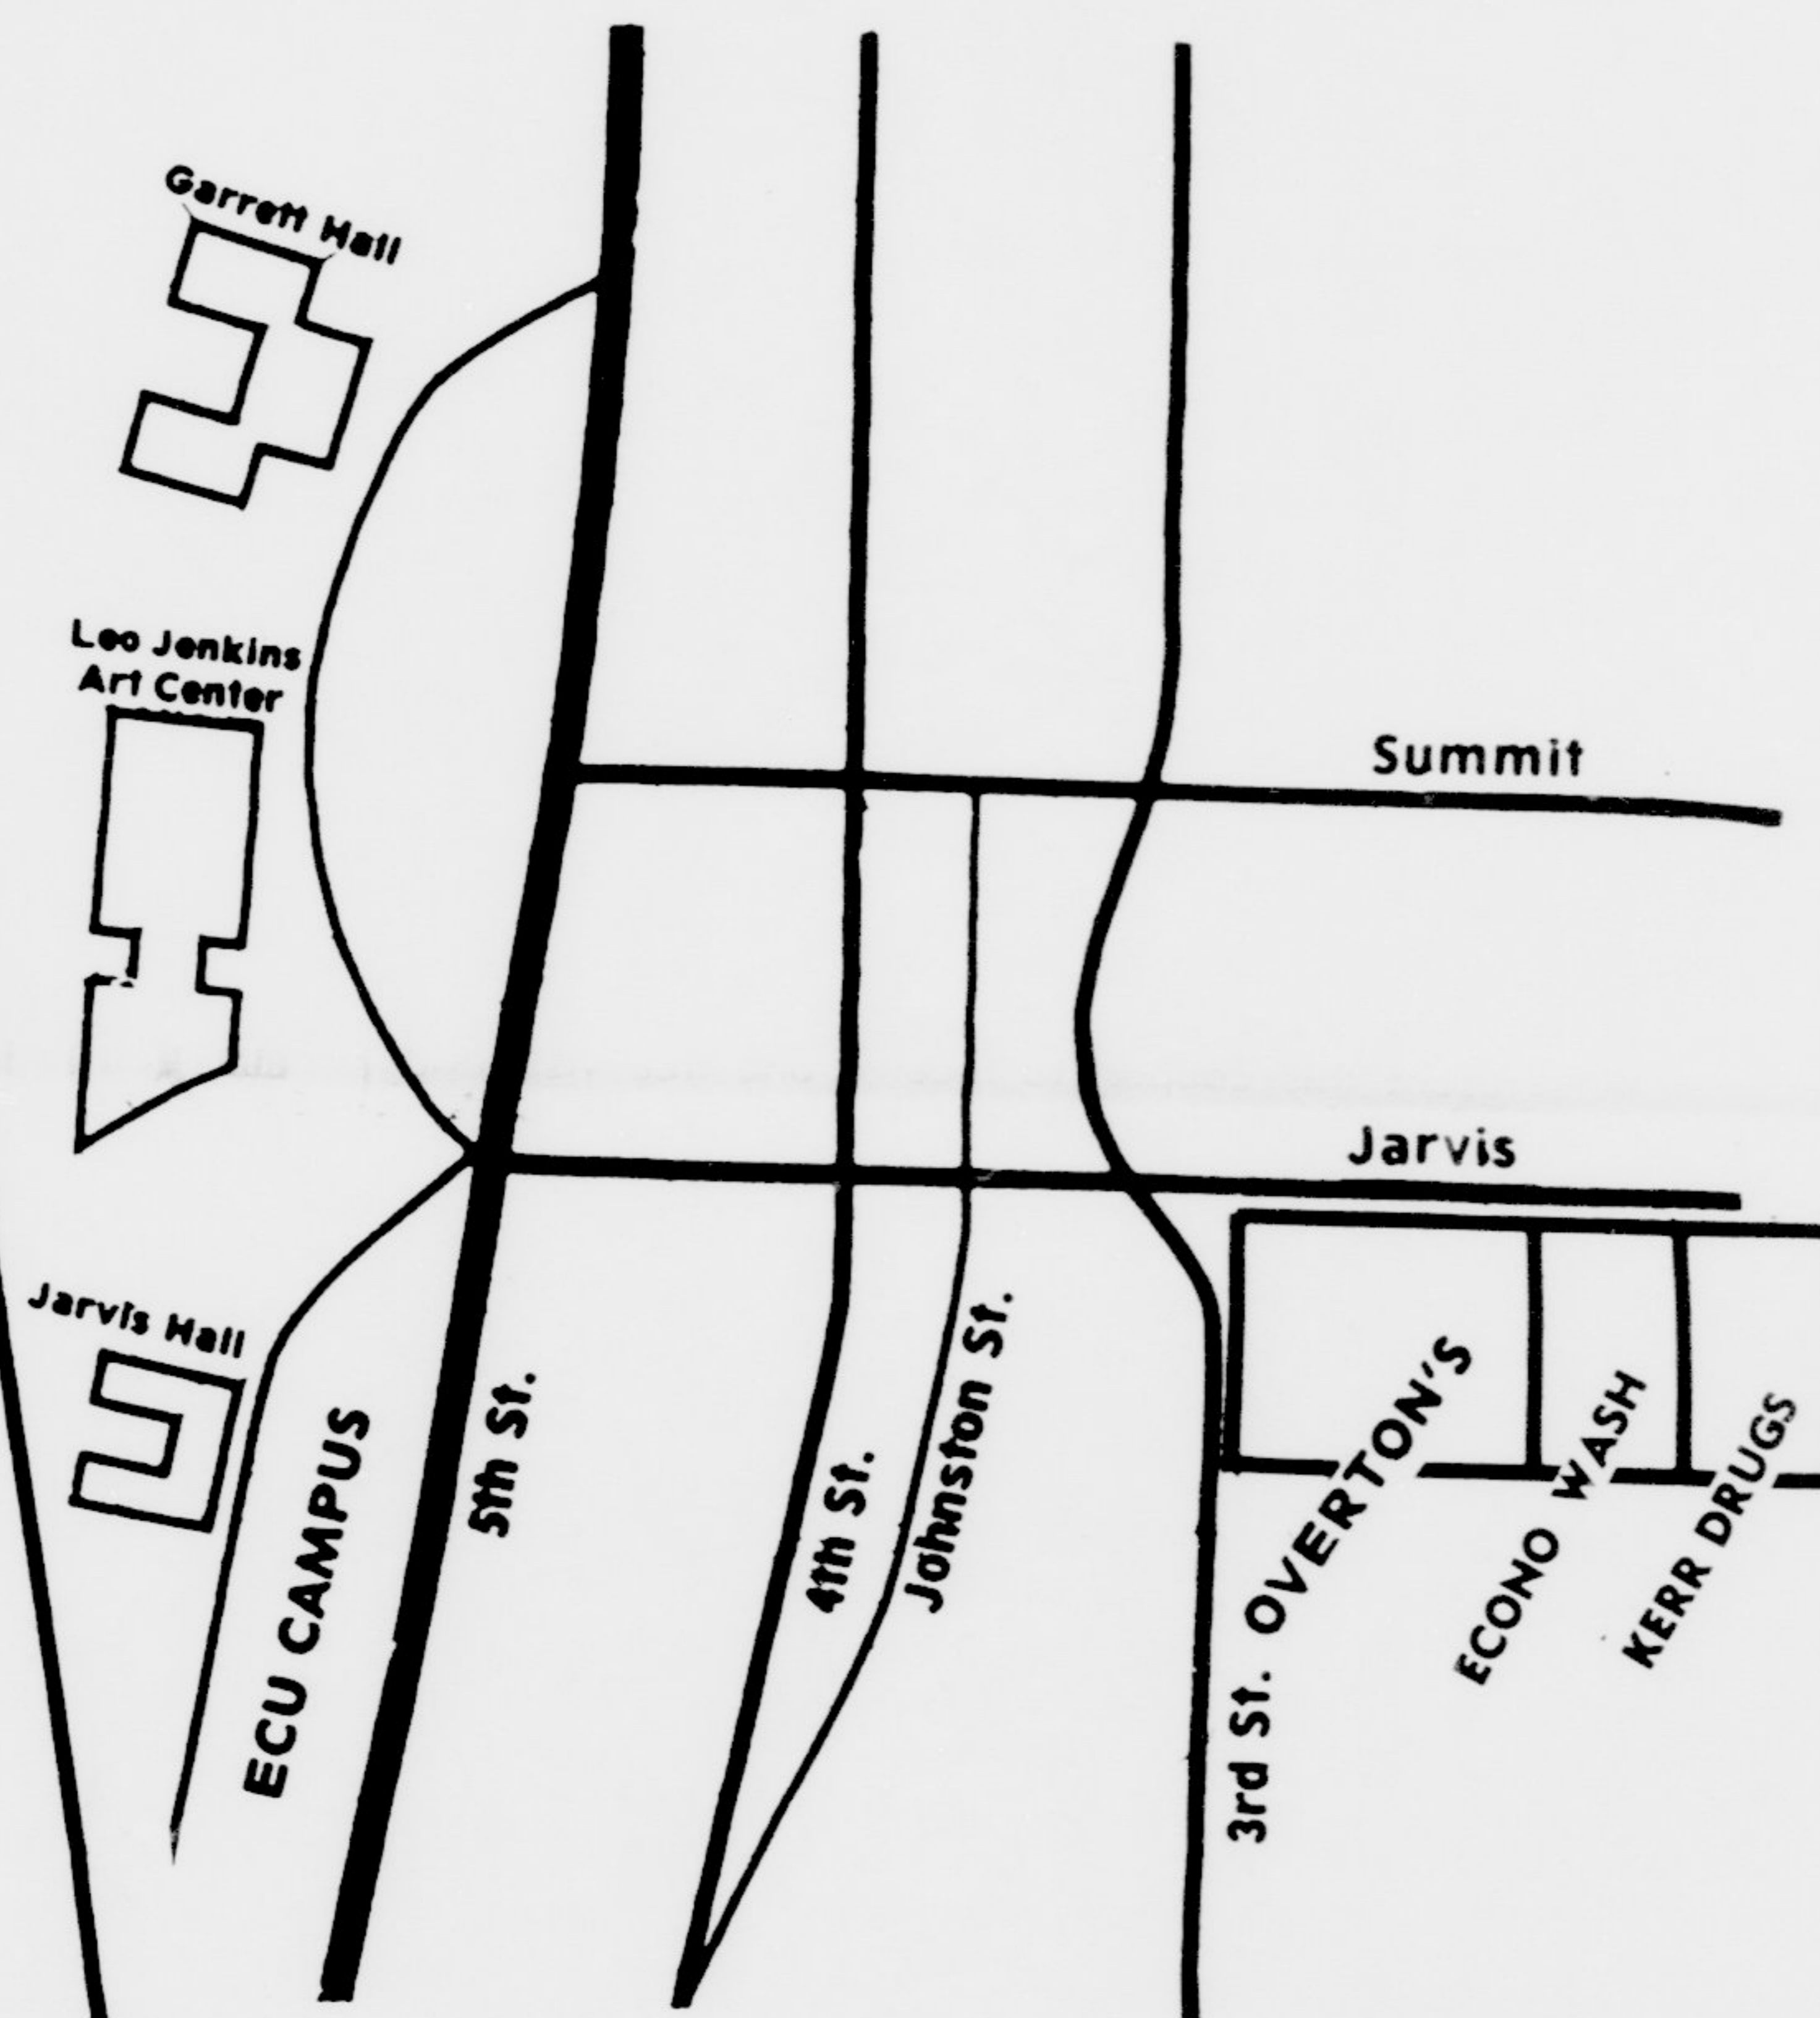 Garrett Hall
Leo Jenkins
Art Center
Summit
Jarvis
Jarvis Hall
ECU CAMPUS
5th St.
4th St.
Johnston St.
3rd St.
OVERTON'S
ECONO WASH
KERR DRUGS